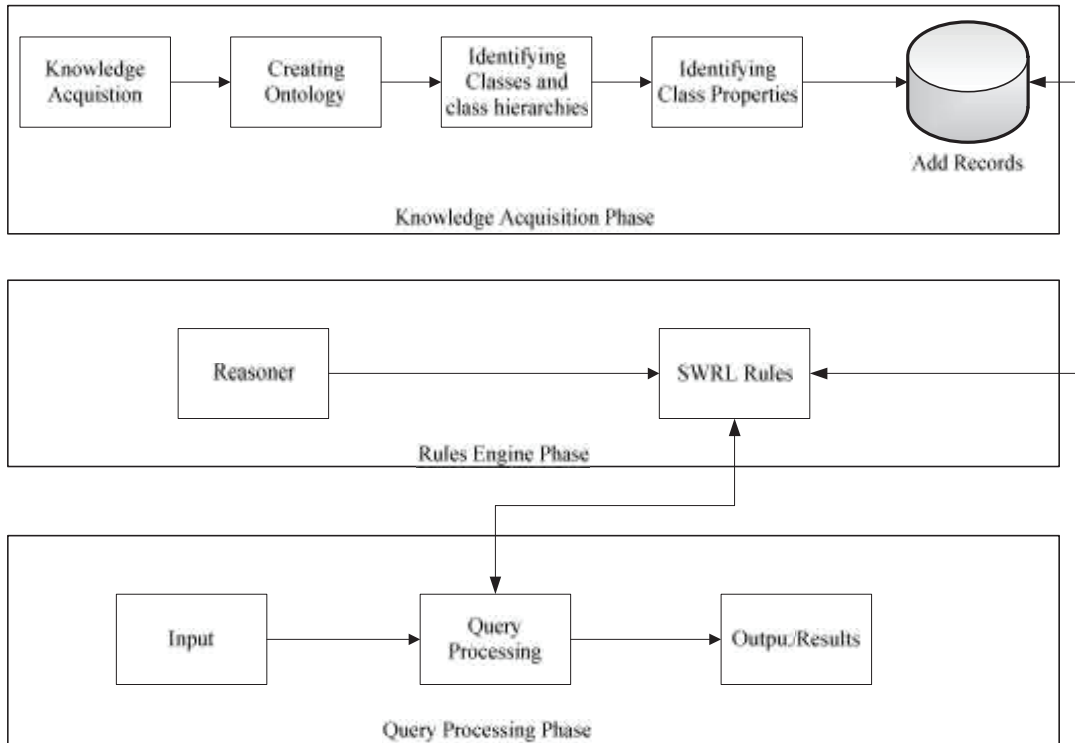 Knowledge
Acquistion
Creating
Ontology
Identifying
Classes and
class hierarchies
Identifying
Class Properties
Add Records
Knowledge Acquisition Phase
Reasoner
SWRL Rules
Rules Engine Phase
Input
Query
Processing
Outpu./Results
Query Processing Phase